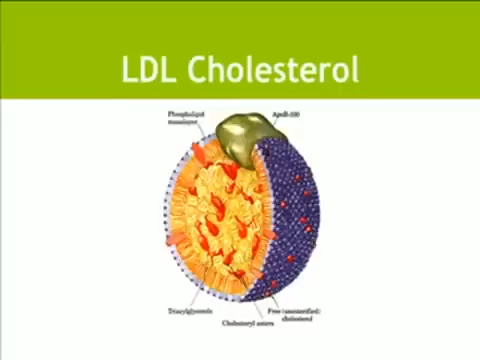 LDL Cholesterol
Phospholipid
monolayer
ApoB-100
Triacylglycerols
Cholesteryl esters
Free (unesterified)
cholesterol